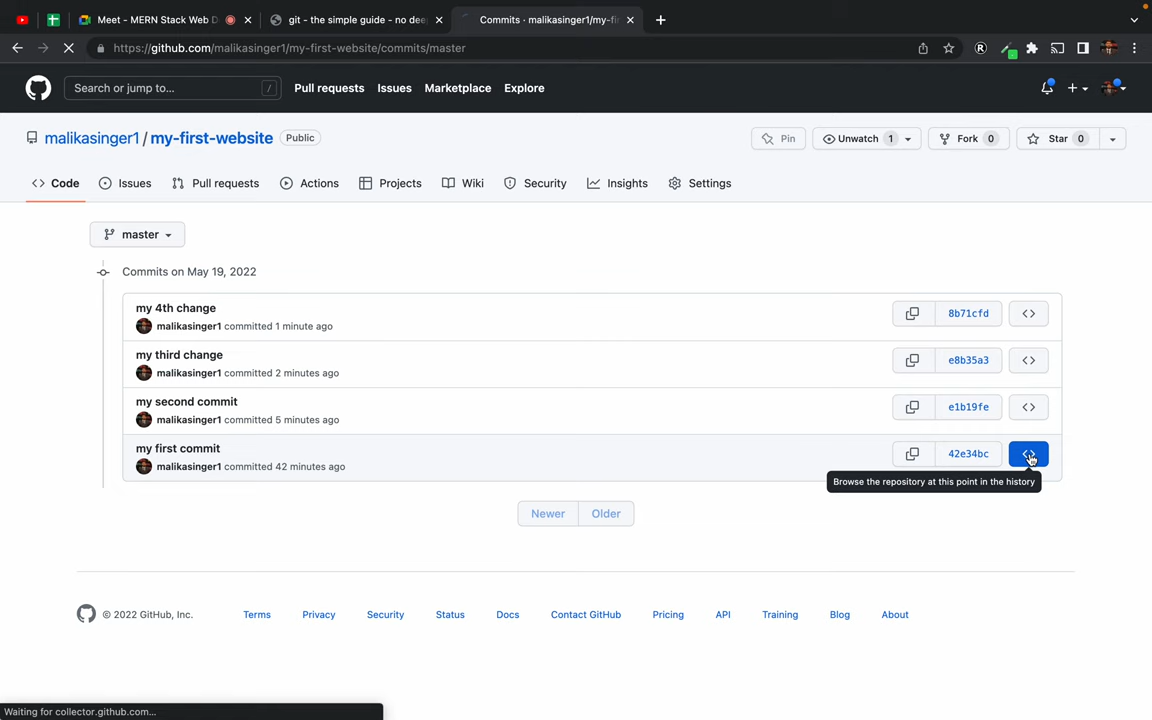 Meet - MERN Stack Web D
git - the simple guide - no dee
Commits · malikasinger1/my-fi
https://github.com/malikasinger1/my-first-website/commits/master
Search or jump to... /
Pull requests Issues Marketplace Explore
malikasinger1 / my-first-website Public
Pin Unwatch 1 Fork 0 Star 0
Code Issues Pull requests Actions Projects Wiki Security Insights Settings
master
Commits on May 19, 2022
my 4th change
malikasinger1 committed 1 minute ago
8b71cfd
my third change
malikasinger1 committed 2 minutes ago
e8b35a3
my second commit
malikasinger1 committed 5 minutes ago
e1b19fe
my first commit
malikasinger1 committed 42 minutes ago
42e34bc
Browse the repository at this point in the history
Newer Older
© 2022 GitHub, Inc. Terms Privacy Security Status Docs Contact GitHub Pricing API Training Blog About
Waiting for collector.github.com...